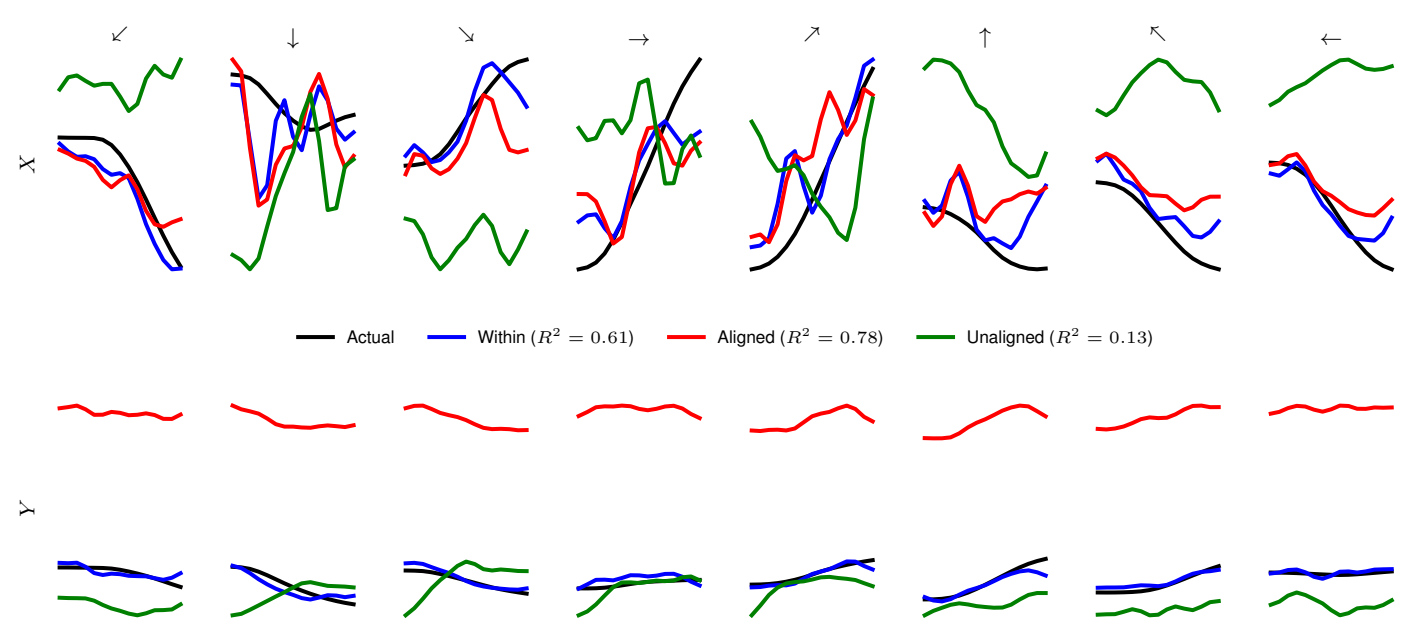 ↙ ↓ ↘ → ↗ ↑ ↖ ←
X
Actual Within (R² = 0.61) Aligned (R² = 0.78) Unaligned (R² = 0.13)
Y